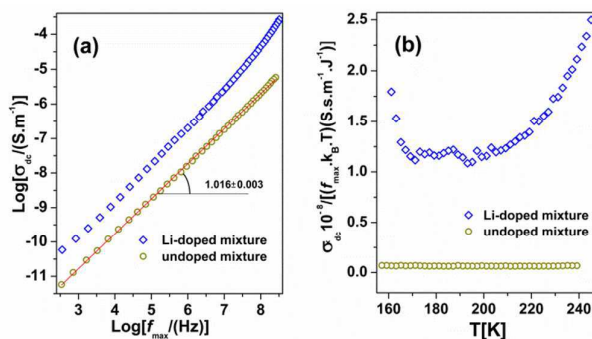 (a)
Log[σdc/(S.m-1)]
-4
-5
-6
-7
-8
-9
-10
-11
1.016±0.003
Li-doped mixture
undoped mixture
3
4
5
6
7
8
Log[fmax/(Hz)]
(b)
σdc 10-8/[(fmax.kB.T)(S.s.m-1.J-1)]
2.5
2.0
1.5
1.0
0.5
0.0
Li-doped mixture
undoped mixture
160
180
200
220
240
T[K]